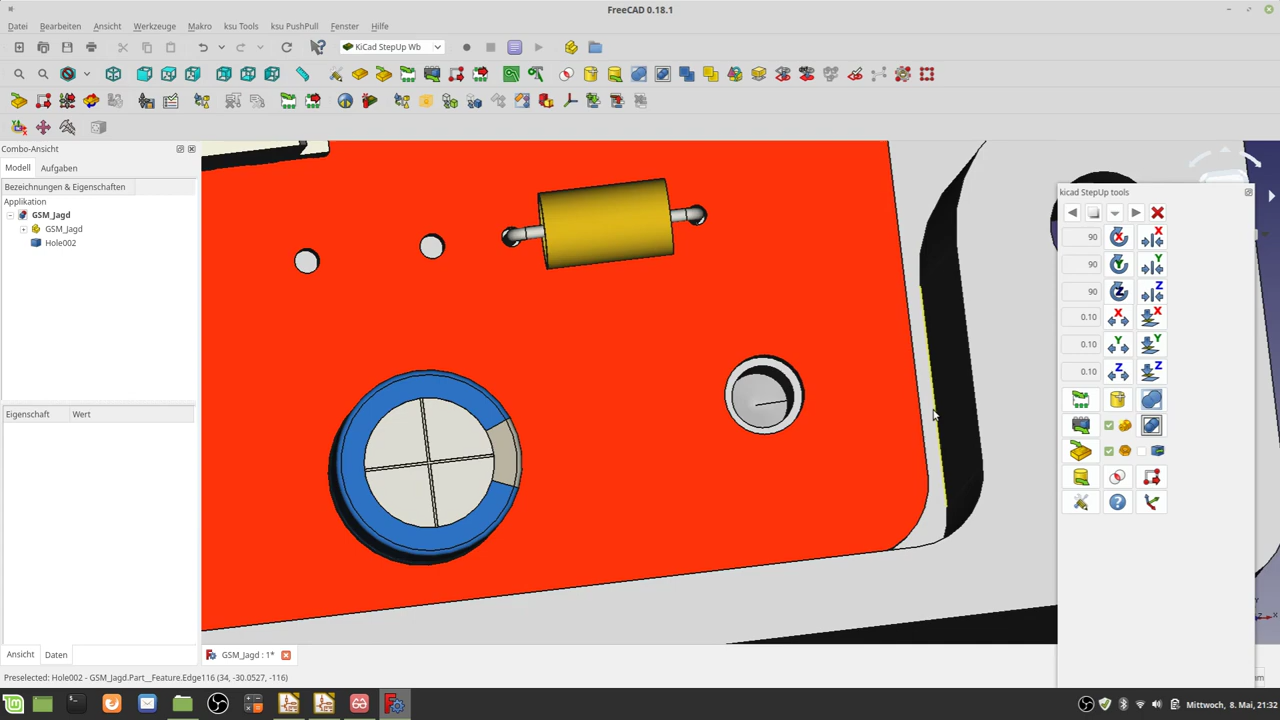 FreeCAD 0.18.1
Datei Bearbeiten Ansicht Werkzeuge Makro ksu Tools ksu PushPull Fenster Hilfe
KiCad StepUp Wb
Combo-Ansicht
Modell Aufgaben
Bezeichnungen & Eigenschaften
Applikation
GSM_Jagd
GSM_Jagd
Hole002
Eigenschaft Wert
Ansicht Daten
kicad StepUp tools
90 X X
90 Y Y
90 Z Z
0.10 X X
0.10 Y Y
0.10 Z Z
GSM_Jagd : 1*
Preselected: Hole002 - GSM_Jagd.Part__Feature.Edge116 (34, -30.0527, -116)
Mittwoch, 8. Mai, 21:32